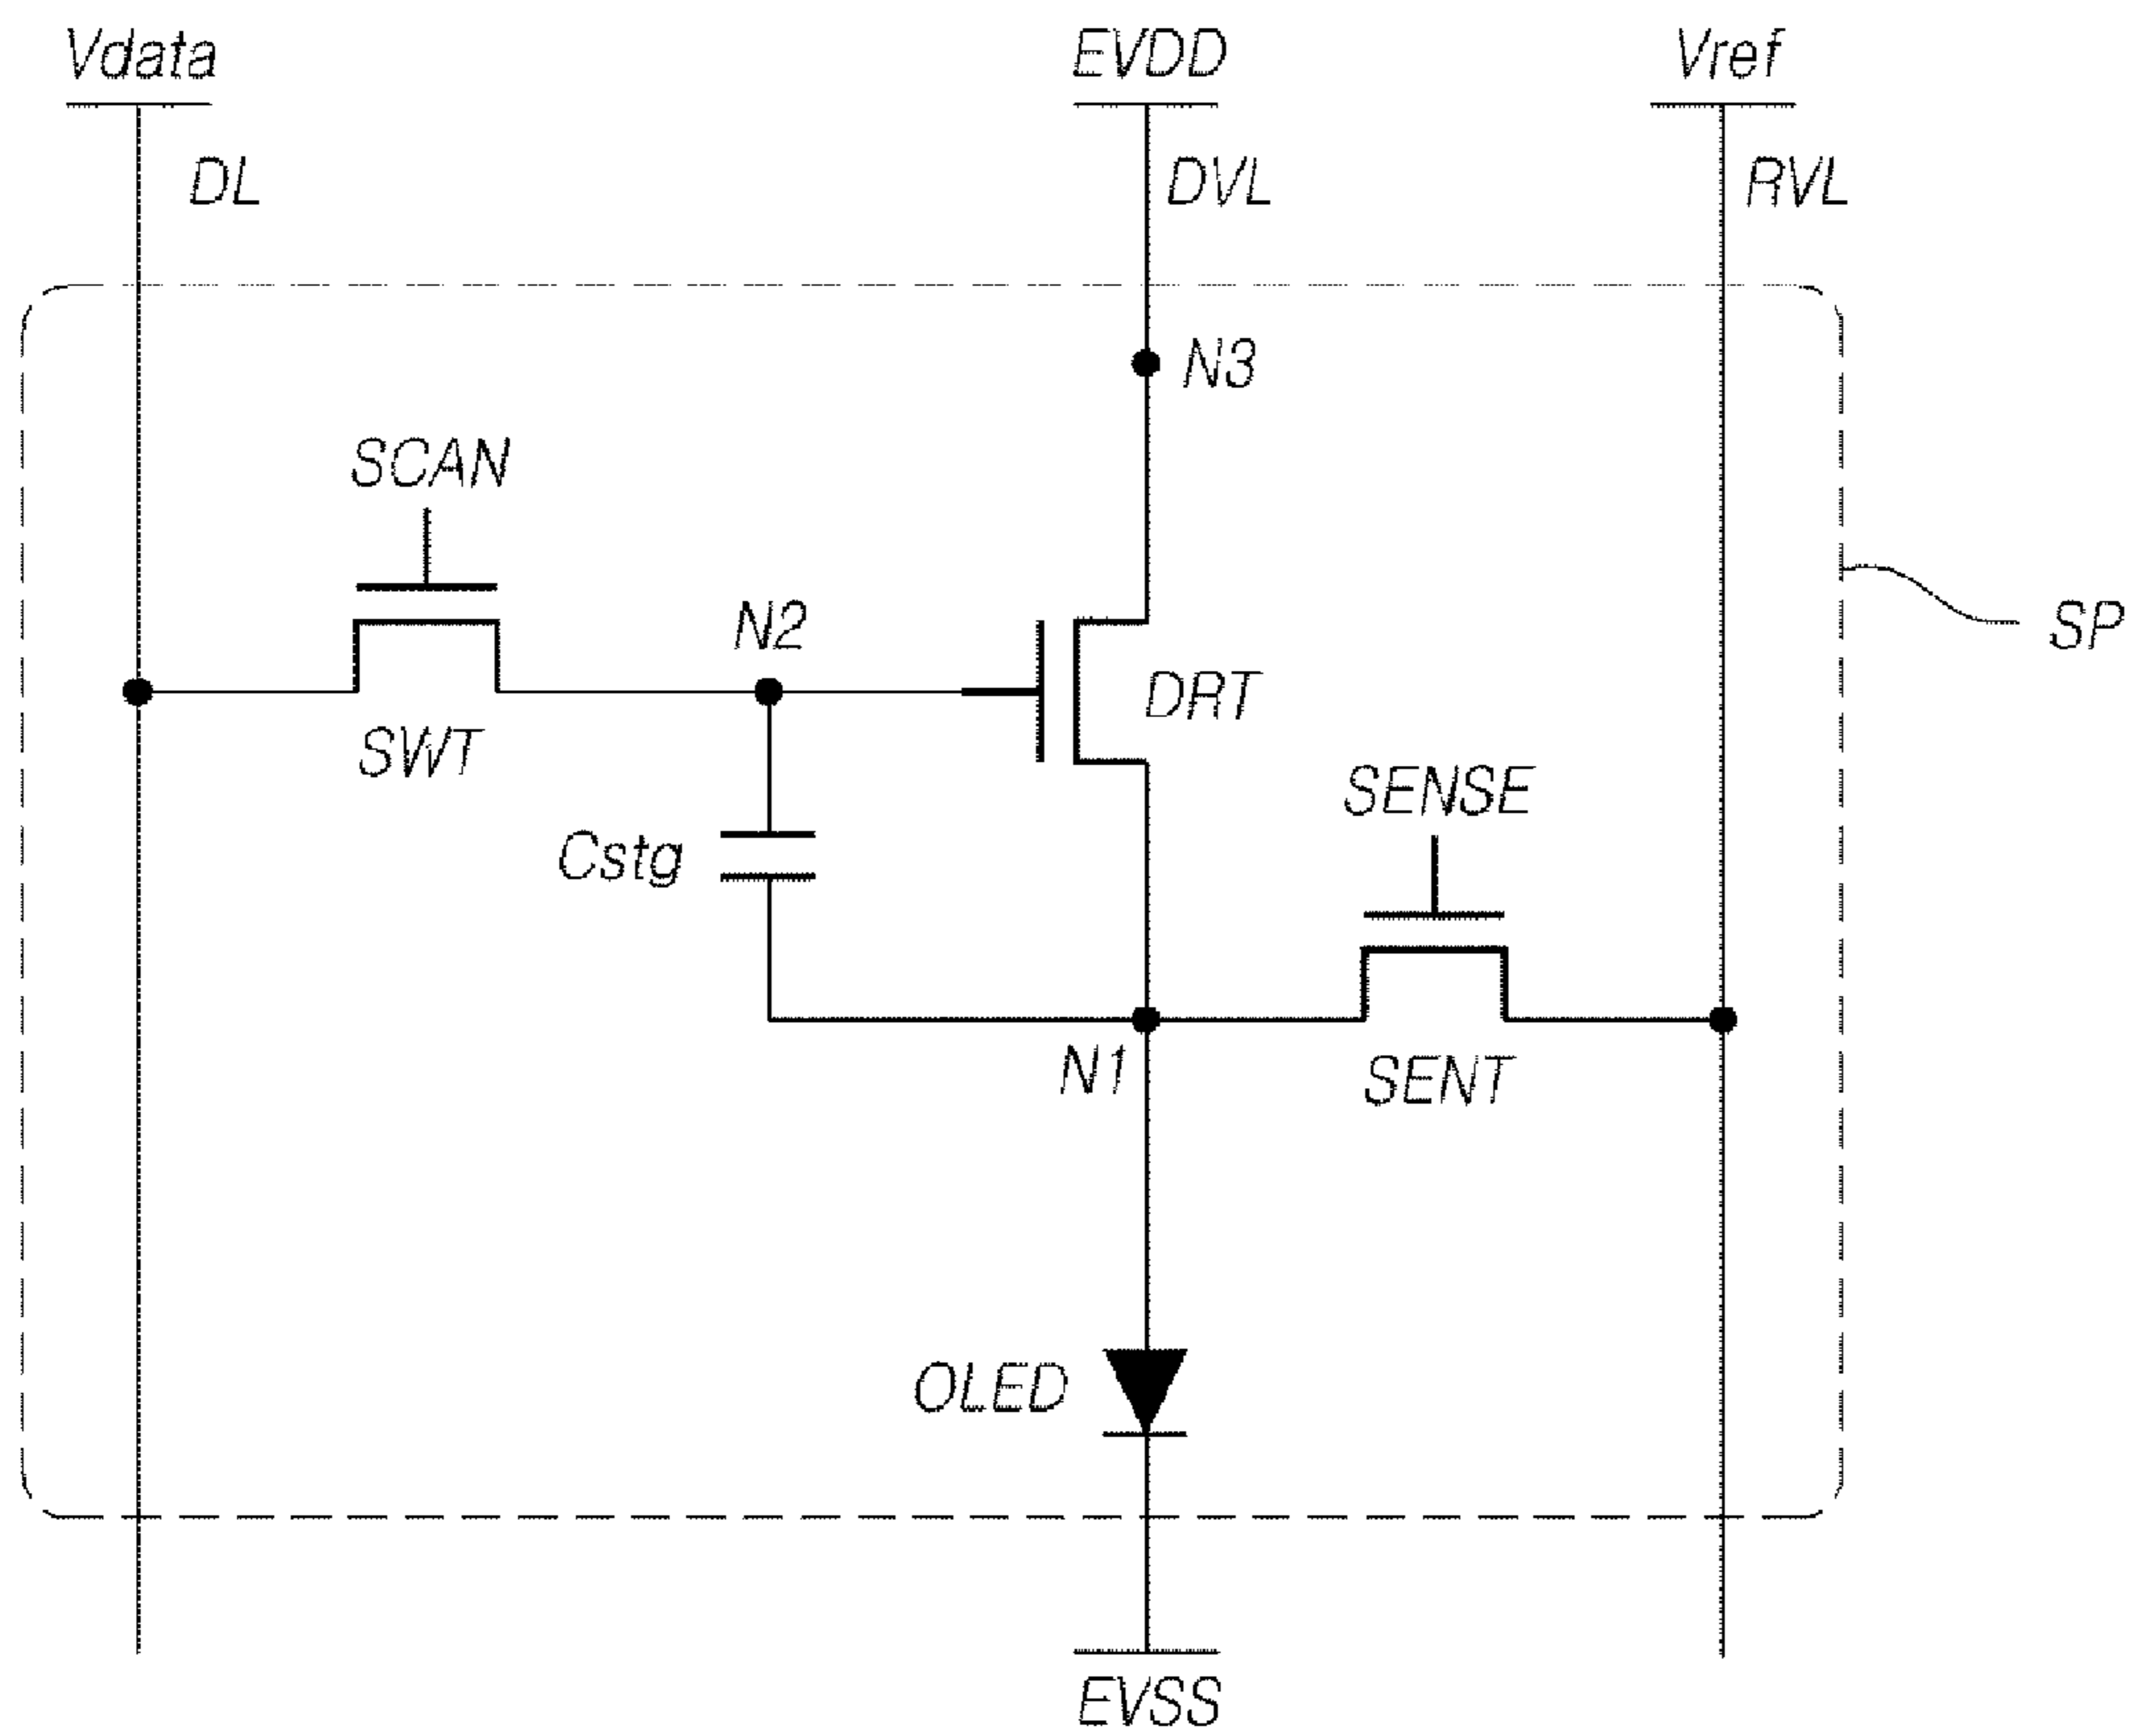 Vdata
EVDD
Vref
DL
DVL
RVL
N3
SCAN
N2
SP
DRT
SWT
SENSE
Cstg
N1
SENT
OLED
EVSS